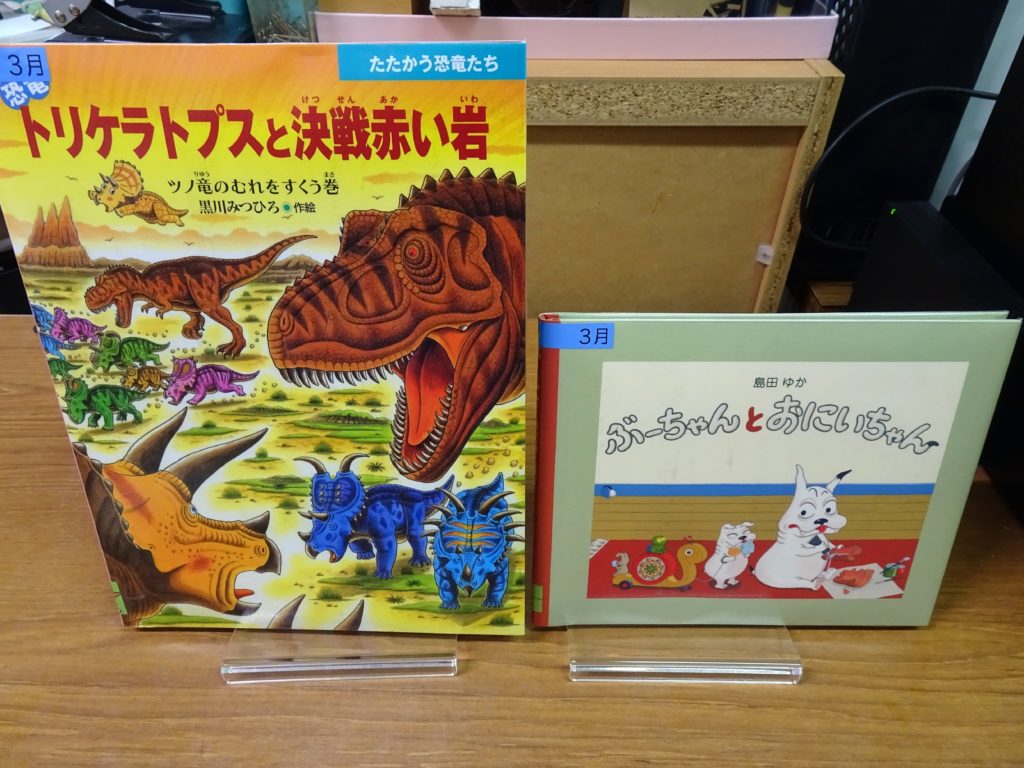 3月
恐竜
たたかう恐竜たち
トリケラトプスと決戦赤い岩
けつ せん あか いわ
ツノ竜のむれをすくう巻
りゅう まき
黒川みつひろ●作絵
3月
島田 ゆか
ぶーちゃんとおにいちゃん